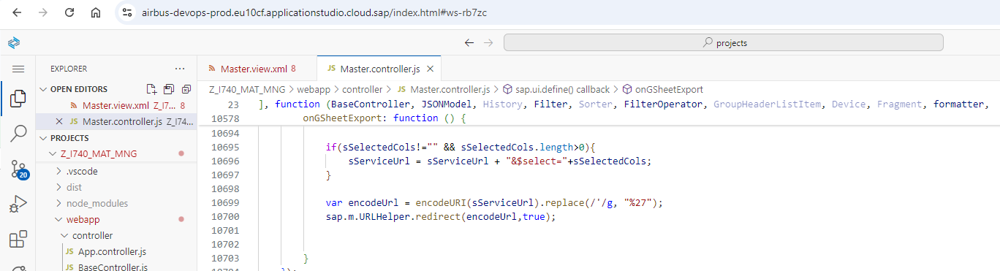 airbus-devops-prod.eu10cf.applicationstudio.cloud.sap/index.html#ws-rb7zc
projects
EXPLORER
OPEN EDITORS
Master.view.xml Z_I7... 8
Master.controller.js Z_I74...
PROJECTS
Z_I740_MAT_MNG
.vscode
dist
node_modules
webapp
controller
JS App.controller.js
JS BaseController.js
20
Master.view.xml 8
JS Master.controller.js
Z_I740_MAT_MNG > webapp > controller > JS Master.controller.js > sap.ui.define() callback > onGSheetExport
23 ], function (BaseController, JSONModel, History, Filter, Sorter, FilterOperator, GroupHeaderListItem, Device, Fragment, formatter,
10578 onGSheetExport: function () {
10694
10695 if(sSelectedCols!="" && sSelectedCols.length>0){
10696 sServiceUrl = sServiceUrl + "&$select="+sSelectedCols;
10697 }
10698
10699 var encodeUrl = encodeURI(sServiceUrl).replace(/'/g, "%27");
10700 sap.m.URLHelper.redirect(encodeUrl,true);
10701
10702
10703 }